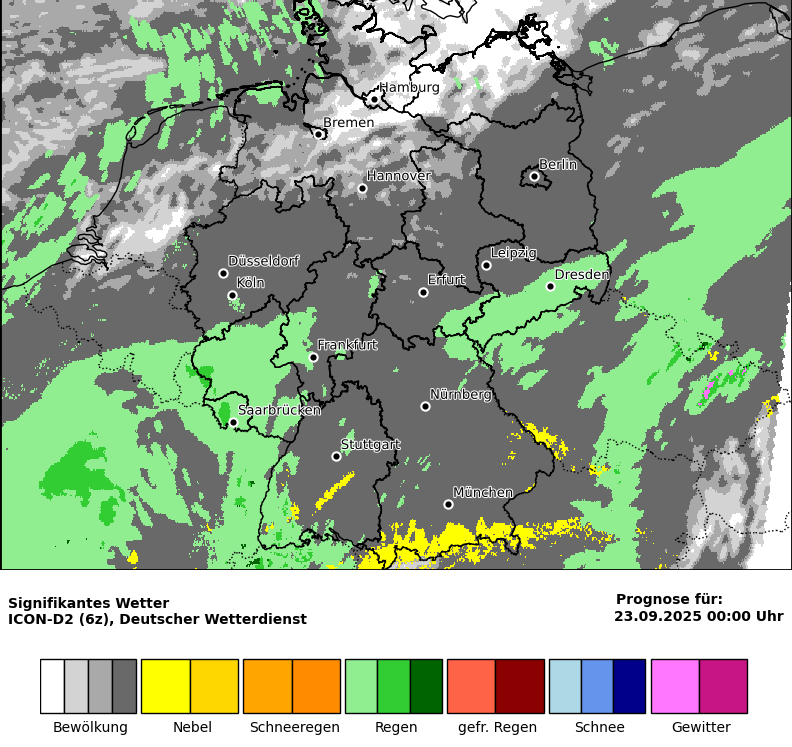 Hamburg
Bremen
Berlin
Hannover
Leipzig
Düsseldorf
Dresden
Köln
Erfurt
Frankfurt
Nürnberg
Saarbrücken
Stuttgart
München
Signifikantes Wetter
ICON-D2 (6z), Deutscher Wetterdienst
Prognose für:
23.09.2025 00:00 Uhr
Bewölkung Nebel Schneeregen Regen gefr. Regen Schnee Gewitter